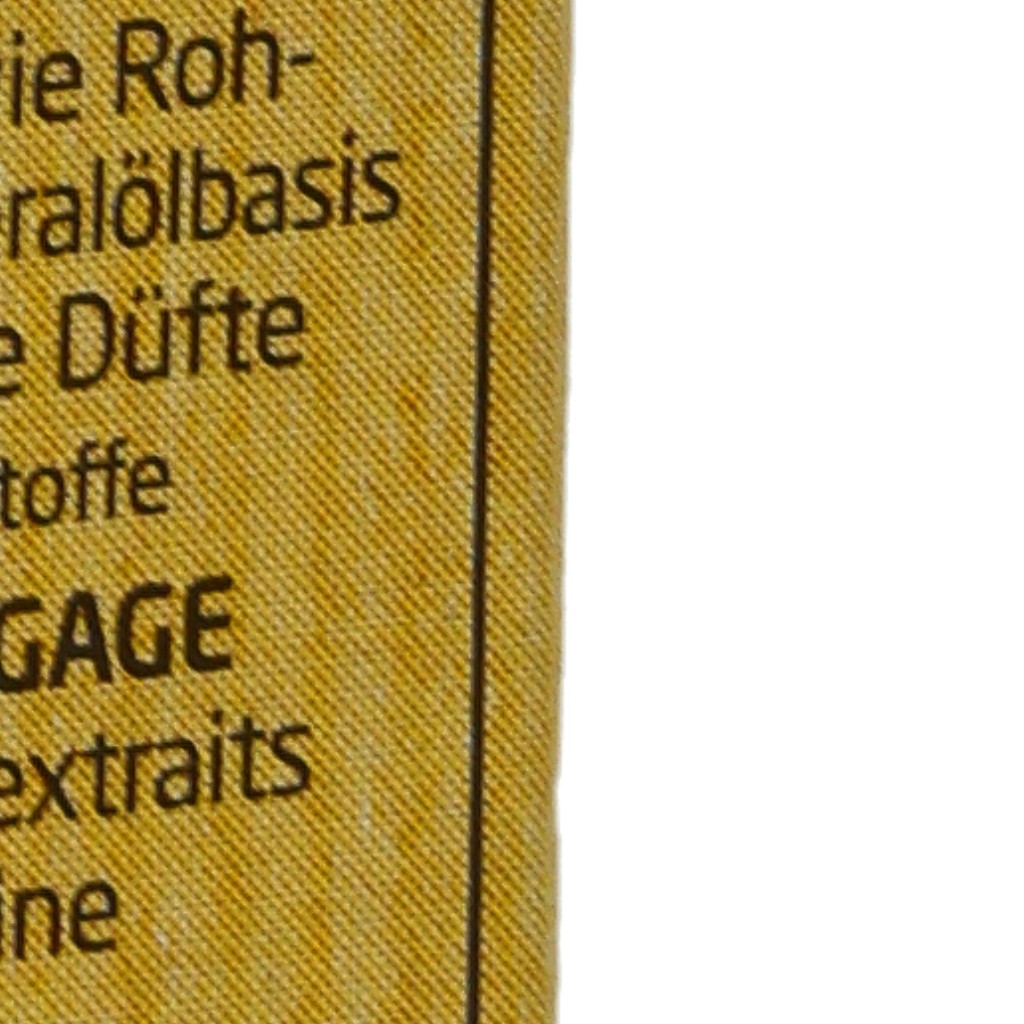 ie Roh-
ralölbasis
e Düfte
toffe
GAGE
extraits
ine